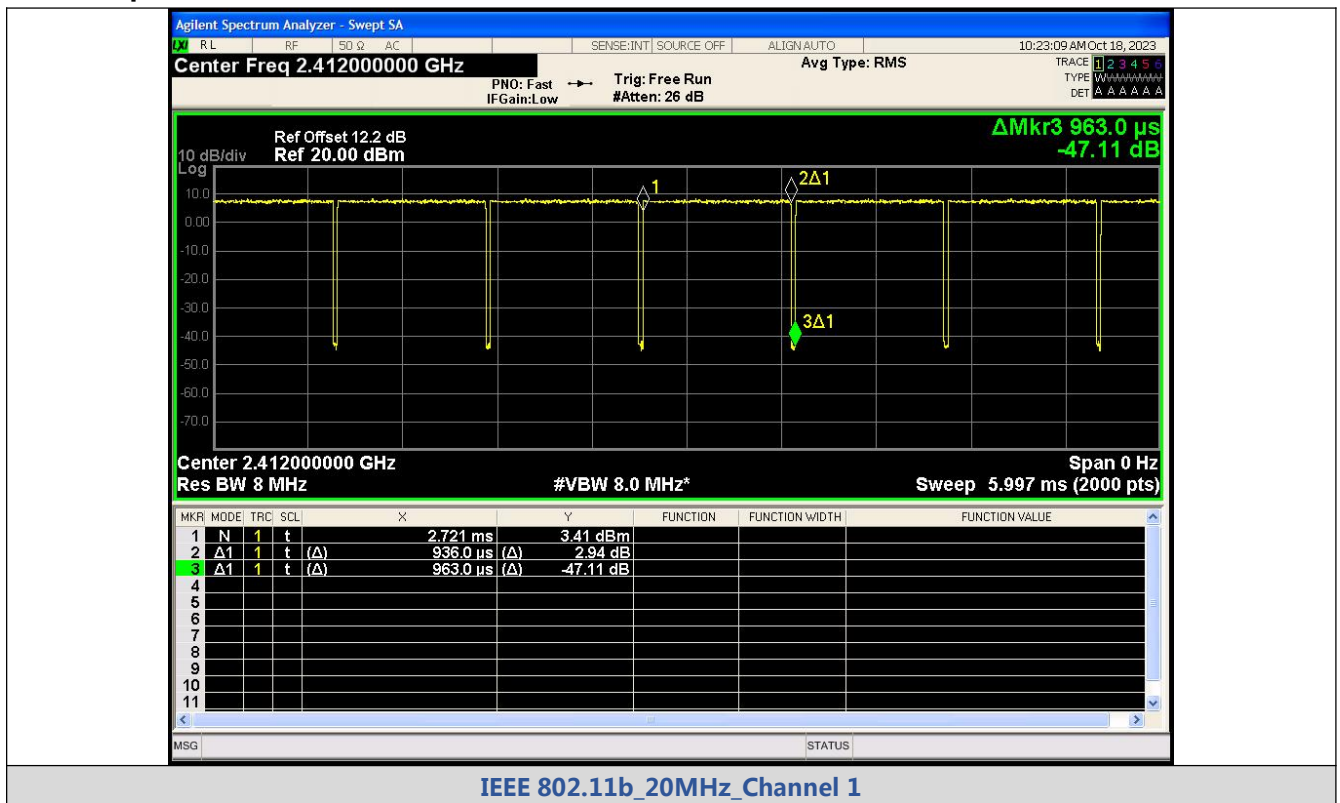 Agilent Spectrum Analyzer - Swept SA
LXI RL RF 50 Ω AC SENSE:INT SOURCE OFF ALIGN AUTO 10:23:09 AM Oct 18, 2023
Center Freq 2.412000000 GHz Avg Type: RMS TRACE 1 2 3 4 5 6
PNO: Fast Trig: Free Run TYPE WWWWWW
IFGain:Low #Atten: 26 dB DET A A A A A A
ΔMkr3 963.0 µs
Ref Offset 12.2 dB
10 dB/div Ref 20.00 dBm -47.11 dB
Log
2Δ1
1
10.0
0.00
-10.0
-20.0
-30.0
3Δ1
-40.0
-50.0
-60.0
-70.0
Center 2.412000000 GHz Span 0 Hz
Res BW 8 MHz #VBW 8.0 MHz* Sweep 5.997 ms (2000 pts)
MKR MODE TRC SCL X Y FUNCTION FUNCTION WIDTH FUNCTION VALUE
1 N 1 t 2.721 ms 3.41 dBm
2 Δ1 1 t (Δ) 936.0 µs (Δ) 2.94 dB
3 Δ1 1 t (Δ) 963.0 µs (Δ) -47.11 dB
4
5
6
7
8
9
10
11
MSG STATUS
IEEE 802.11b_20MHz_Channel 1